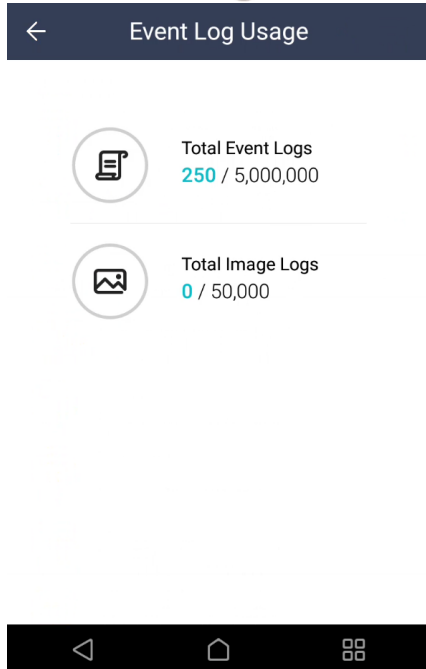 Event Log Usage
Total Event Logs
250 / 5,000,000
Total Image Logs
0 / 50,000